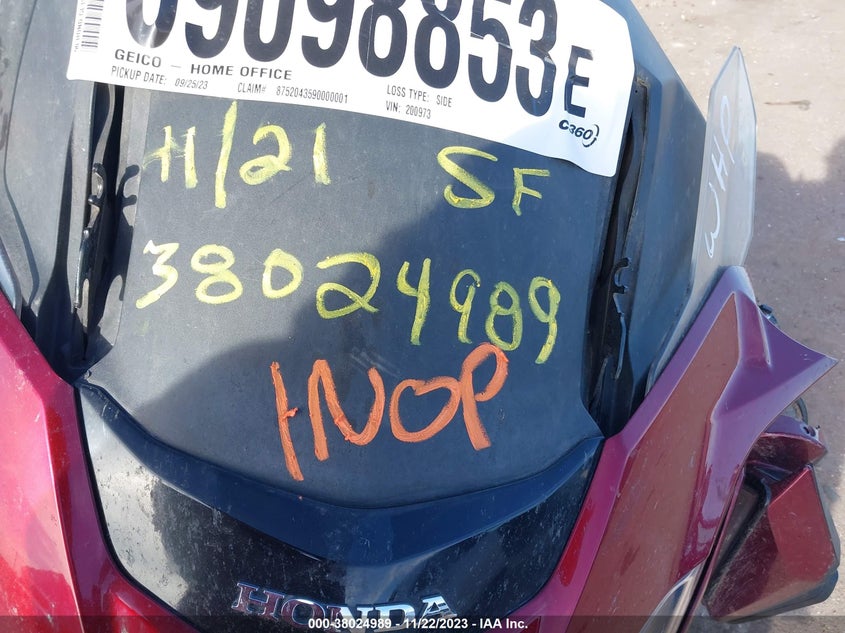 09098853E
GEICO – HOME OFFICE
PICKUP DATE: 09/25/23
CLAIM# 8752043590000001
LOSS TYPE: SIDE
VIN: 200973
C360
11/21 SF
38024989
INOP
WHP
HONDA
000-38024989 - 11/22/2023 - IAA Inc.